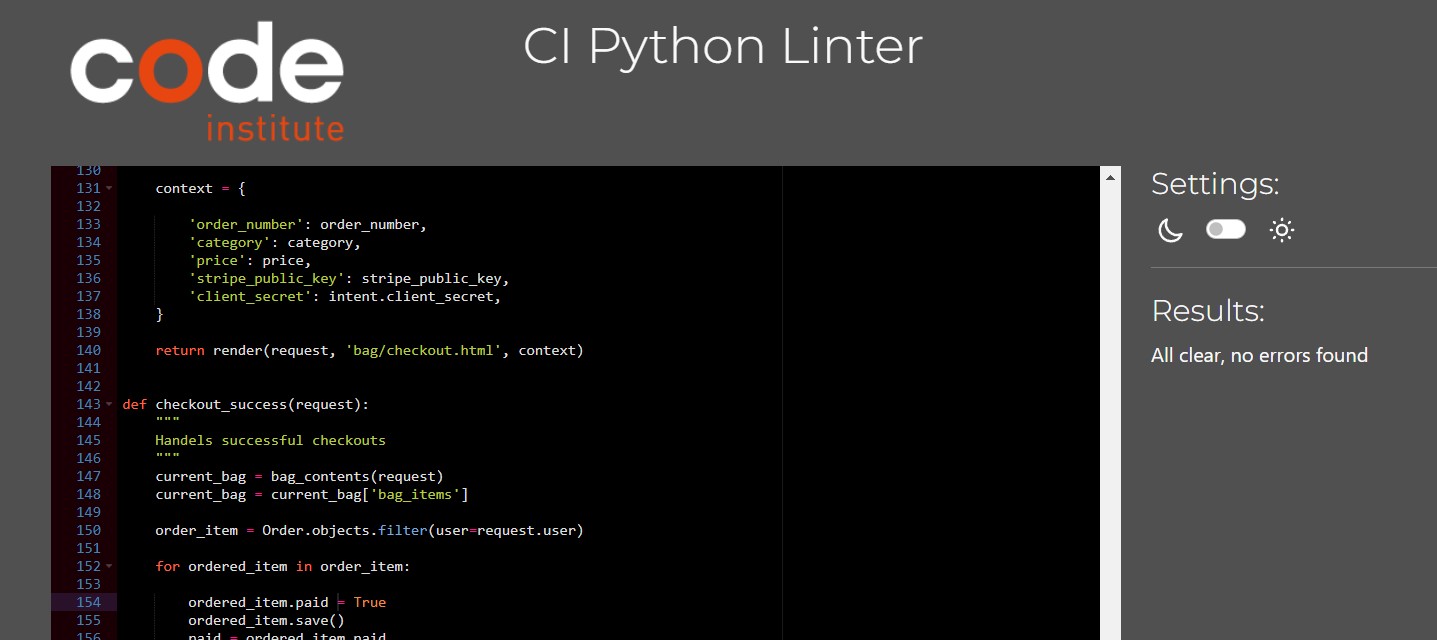 code
institute
CI Python Linter
130
131 context = {
132
133 'order_number': order_number,
134 'category': category,
135 'price': price,
136 'stripe_public_key': stripe_public_key,
137 'client_secret': intent.client_secret,
138 }
139
140 return render(request, 'bag/checkout.html', context)
141
142
143 def checkout_success(request):
144 """
145 Handels successful checkouts
146 """
147 current_bag = bag_contents(request)
148 current_bag = current_bag['bag_items']
149
150 order_item = Order.objects.filter(user=request.user)
151
152 for ordered_item in order_item:
153
154 ordered_item.paid = True
155 ordered_item.save()
156 paid = ordered_item.paid
Settings:
Results:
All clear, no errors found